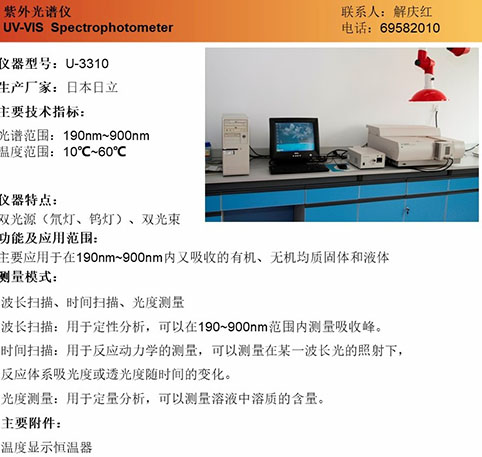 紫外光谱仪
联系人：解庆红
UV-VIS Spectrophotometer
电话：69582010
仪器型号：U-3310
生产厂家：日本日立
主要技术指标：
光谱范围：190nm~900nm
温度范围：10℃~60℃
仪器特点：
双光源（氘灯、钨灯）、双光束
功能及应用范围：
主要应用于在190nm~900nm内又吸收的有机、无机均质固体和液体
测量模式：
波长扫描、时间扫描、光度测量
波长扫描：用于定性分析，可以在190~900nm范围内测量吸收峰。
时间扫描：用于反应动力学的测量，可以测量在某一波长光的照射下，
反应体系吸光度或透光度随时间的变化。
光度测量：用于定量分析，可以测量溶液中溶质的含量。
主要附件：
温度显示恒温器